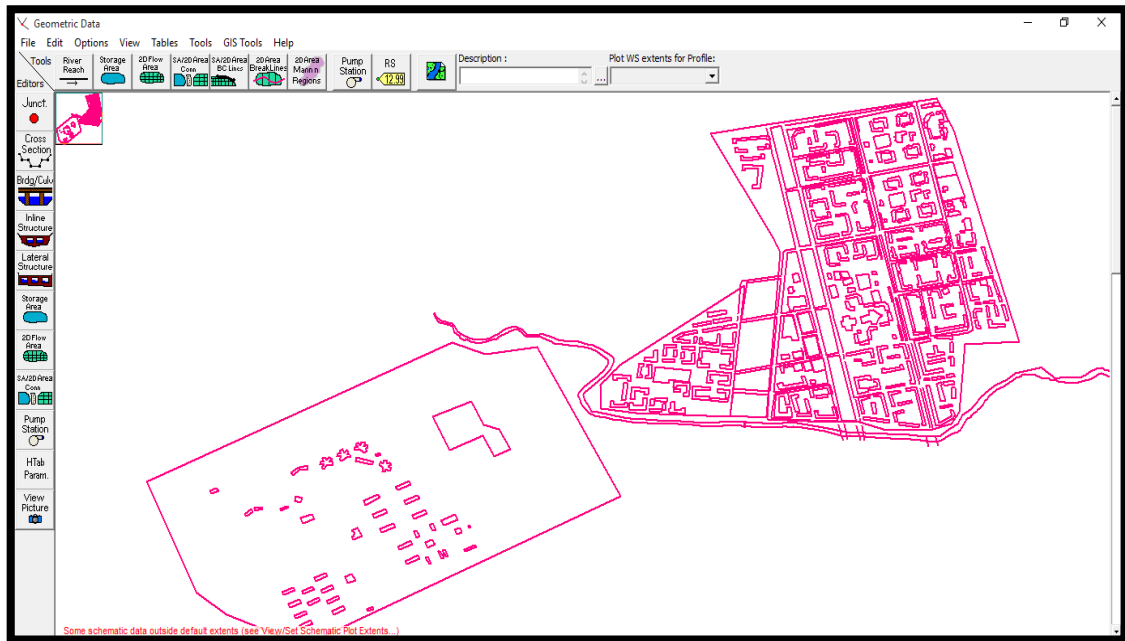 Geometric Data
File Edit Options View Tables Tools GIS Tools Help
Tools
Editors
River
Reach
Storage
Area
2D Flow
Area
SA/2D Area
Conn
SA/2D Area
BC Lines
2D Area
BreakLines
2D Area
Mann n
Regions
Pump
Station
RS
12.99
Description :
...
Plot WS extents for Profile:
Junct.
Cross
Section
Brdg/Culv
Inline
Structure
Lateral
Structure
Storage
Area
2D Flow
Area
SA/2D Area
Conn
Pump
Station
HTab
Param.
View
Picture
Some schematic data outside default extents (see View/Set Schematic Plot Extents...)